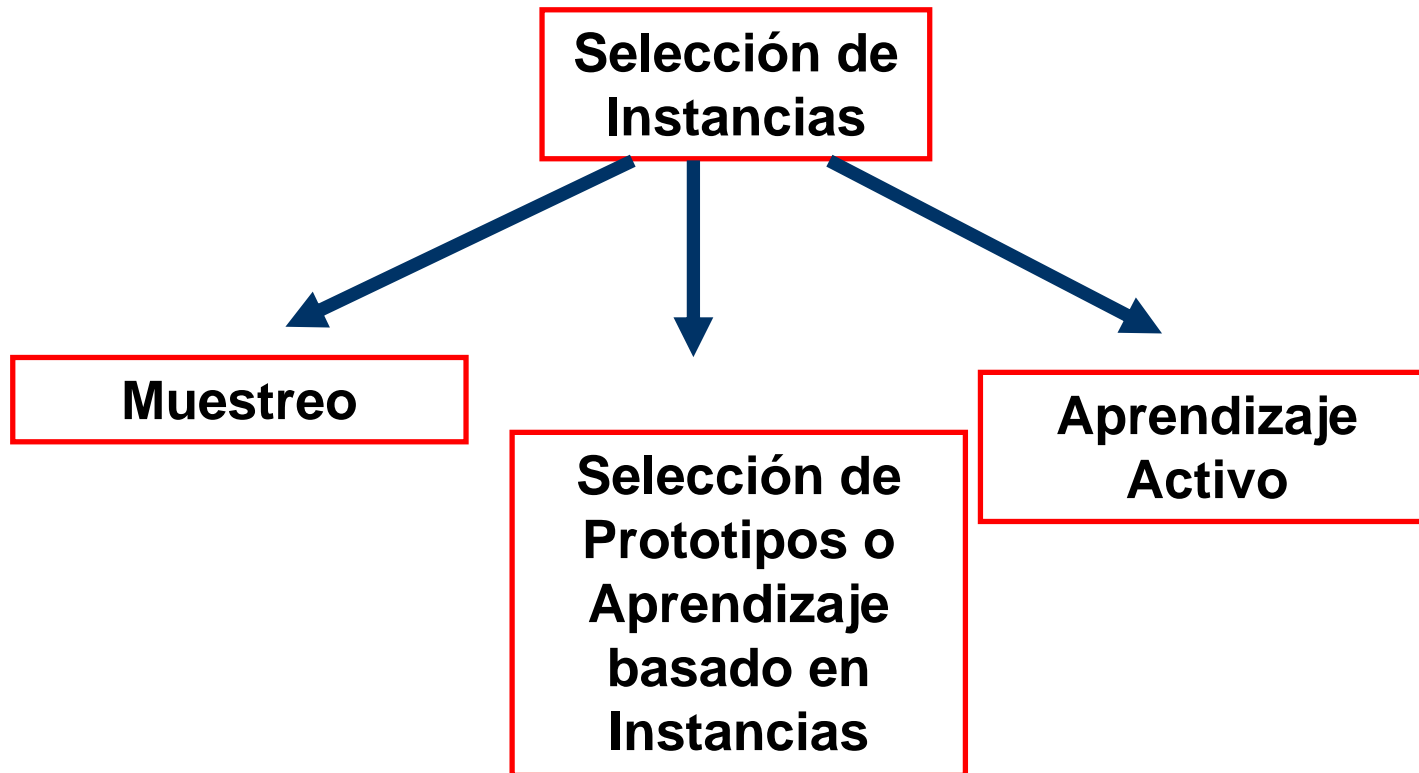 Selección de
Instancias
Muestreo
Selección de
Prototipos o
Aprendizaje
basado en
Instancias
Aprendizaje
Activo